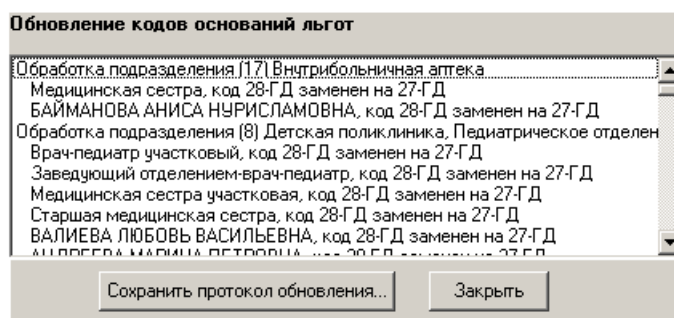 Обновление кодов оснований льгот
Обработка подразделения (17) Внутрибольничная аптека
Медицинская сестра, код 28-ГД заменен на 27-ГД
БАЙМАНОВА АНИСА НУРИСЛАМОВНА, код 28-ГД заменен на 27-ГД
Обработка подразделения (8) Детская поликлиника, Педиатрическое отделен
Врач-педиатр участковый, код 28-ГД заменен на 27-ГД
Заведующий отделением-врач-педиатр, код 28-ГД заменен на 27-ГД
Медицинская сестра участковая, код 28-ГД заменен на 27-ГД
Старшая медицинская сестра, код 28-ГД заменен на 27-ГД
ВАЛИЕВА ЛЮБОВЬ ВАСИЛЬЕВНА, код 28-ГД заменен на 27-ГД
Сохранить протокол обновления...
Закрыть